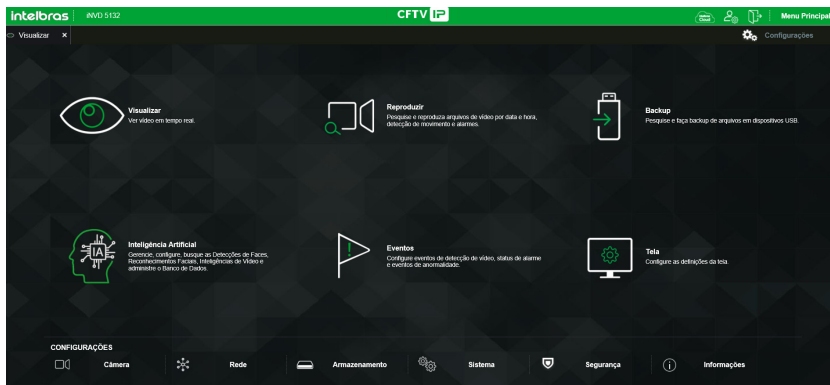 intelbras iNVD 5132 CFTV IP Menu Principal
Visualizar × Configurações
Visualizar
Ver vídeo em tempo real.
Reproduzir
Pesquise e reproduza arquivos de vídeo por data e hora,
detecção de movimento e alarmes.
Backup
Pesquise e faça backup de arquivos em dispositivos USB.
IA
Inteligência Artificial
Gerencie, configure, busque as Detecções de Faces,
Reconhecimentos Faciais, Inteligências de Vídeo e
administre o Banco de Dados.
Eventos
Configure eventos de detecção de vídeo, status de alarme
e eventos de anormalidade.
Tela
Configure as definições da tela.
CONFIGURAÇÕES
Câmera Rede Armazenamento Sistema Segurança Informações